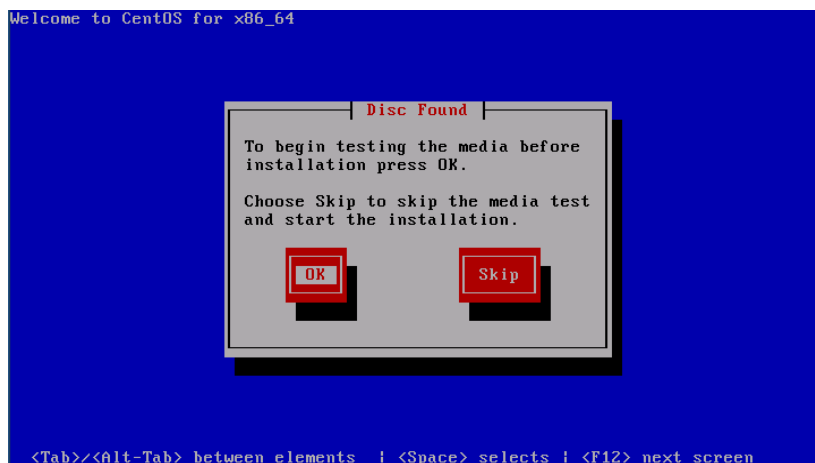 Welcome to CentOS for x86_64
Disc Found
To begin testing the media before
installation press OK.
Choose Skip to skip the media test
and start the installation.
OK Skip
<Tab>/<Alt-Tab> between elements | <Space> selects | <F12> next screen